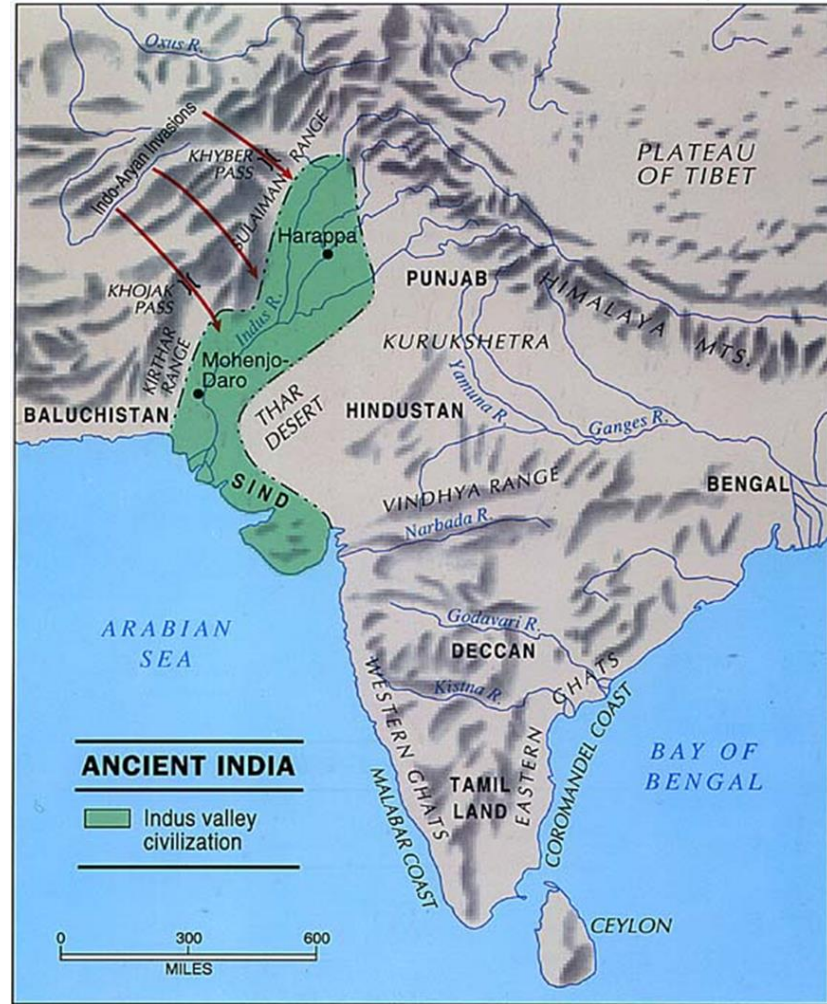 Oxus R.
Indo-Aryan Invasions
KHYBER
PASS
SULAIMAN RANGE
PLATEAU
OF TIBET
Harappa
PUNJAB
HIMALAYA MTS.
KHOJAK
PASS
Indus R.
KURUKSHETRA
KIRTHAR
RANGE
Mohenjo-
Daro
THAR
DESERT
Yamuna R.
BALUCHISTAN
HINDUSTAN
Ganges R.
SIND
VINDHYA RANGE
BENGAL
Narbada R.
ARABIAN
SEA
Godavari R.
DECCAN
Kistna R.
WESTERN GHATS
EASTERN GHATS
MALABAR COAST
COROMANDEL COAST
TAMIL
LAND
BAY OF
BENGAL
CEYLON
ANCIENT INDIA
Indus valley
civilization
0 300 600
MILES